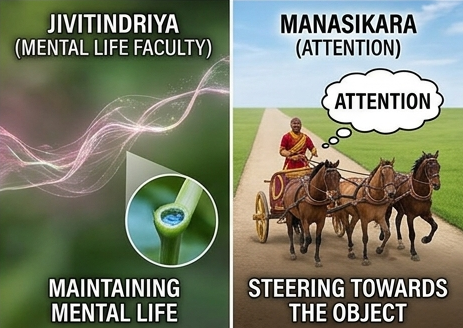 JIVITINDRIYA
(MENTAL LIFE FACULTY)
MAINTAINING
MENTAL LIFE
MANASIKARA
(ATTENTION)
ATTENTION
STEERING TOWARDS
THE OBJECT